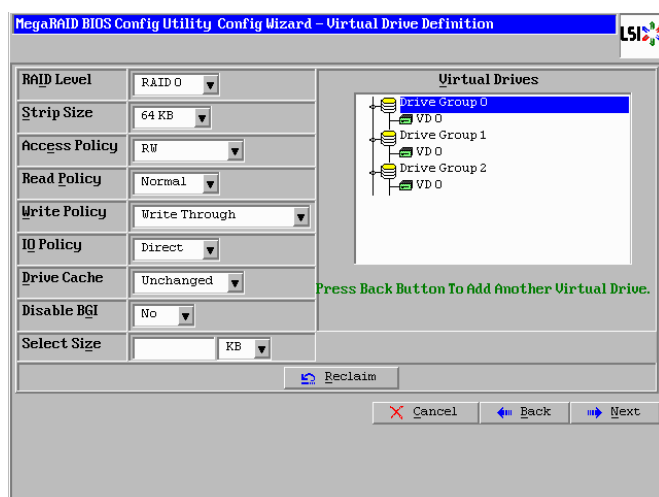 MegaRAID BIOS Config Utility Config Wizard – Virtual Drive Definition
LSI
RAID Level
RAID 0
Strip Size
64 KB
Access Policy
RW
Read Policy
Normal
Write Policy
Write Through
IO Policy
Direct
Drive Cache
Unchanged
Disable BGI
No
Select Size
KB
Virtual Drives
Drive Group 0
VD 0
Drive Group 1
VD 0
Drive Group 2
VD 0
Press Back Button To Add Another Virtual Drive.
Reclaim
Cancel
Back
Next